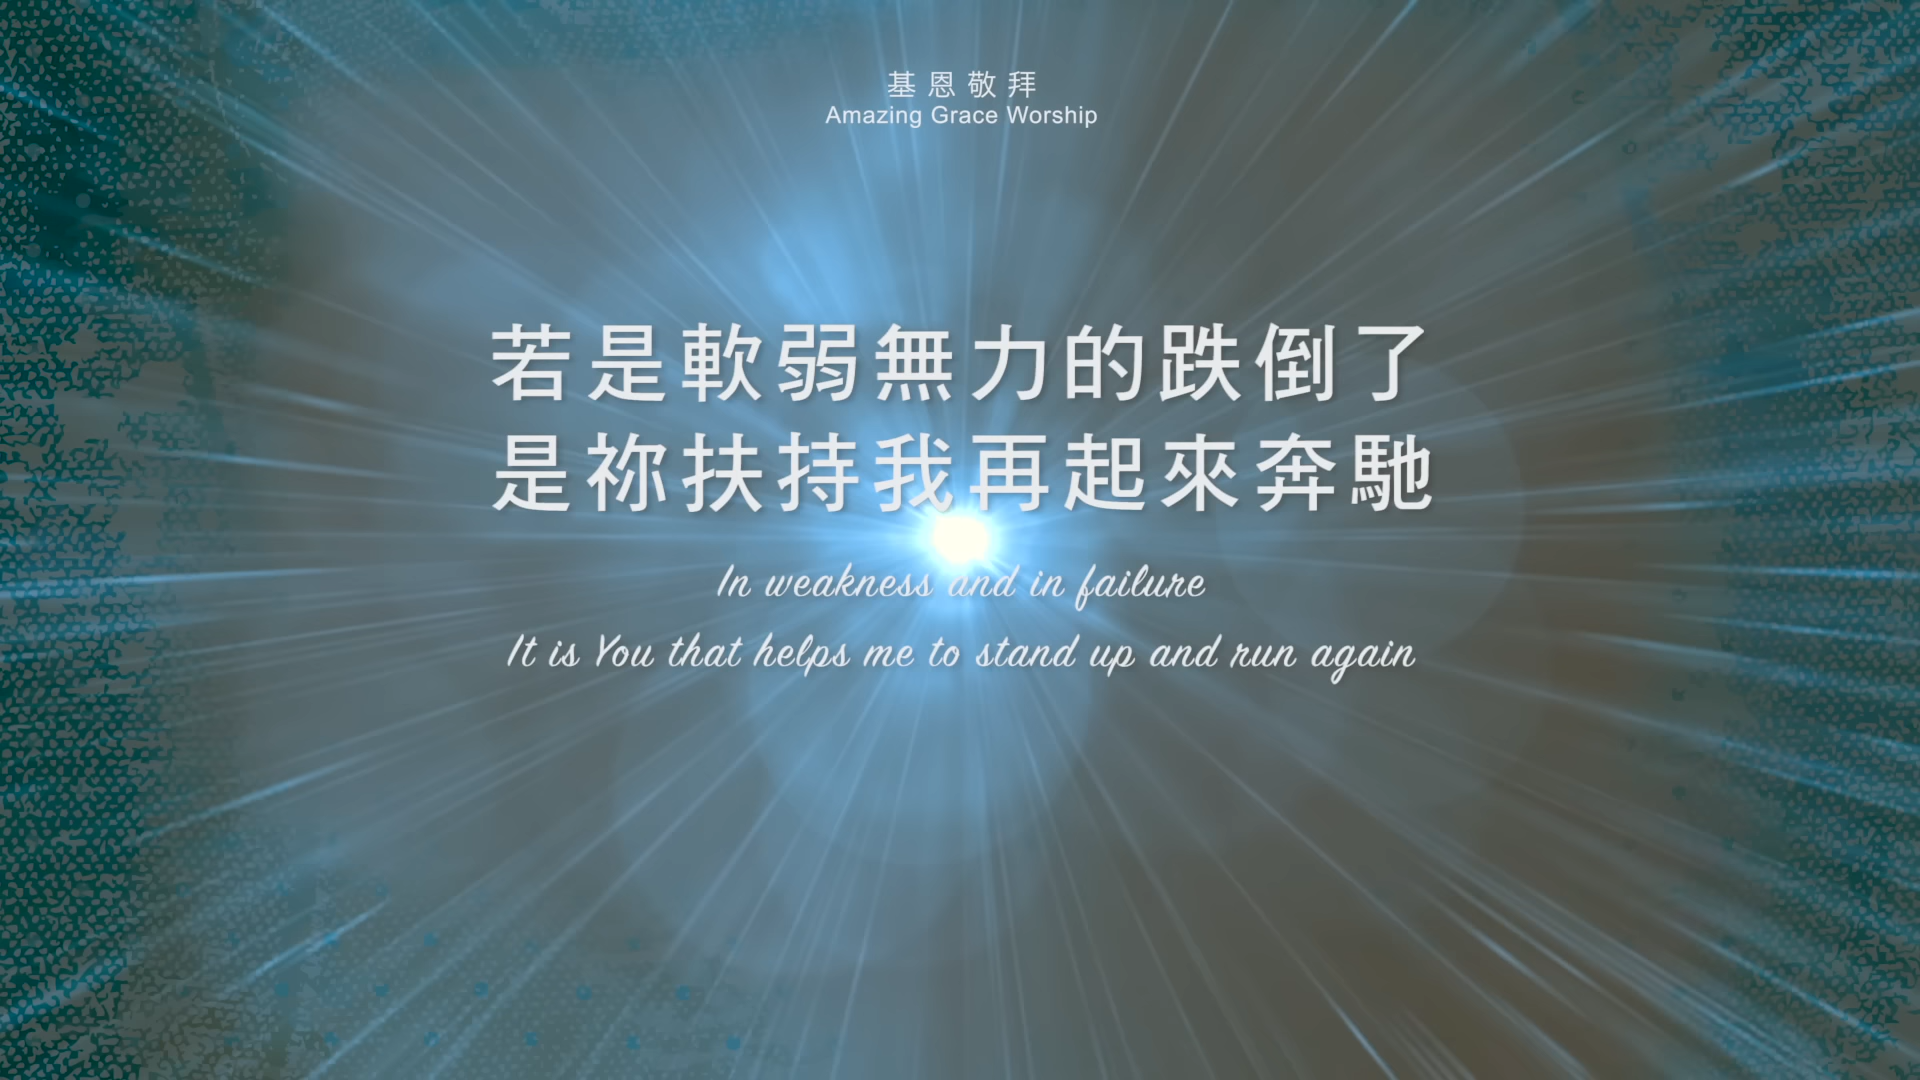 基恩敬拜
Amazing Grace Worship
若是軟弱無力的跌倒了
是祢扶持我再起來奔馳
In weakness and in failure
It is You that helps me to stand up and run again